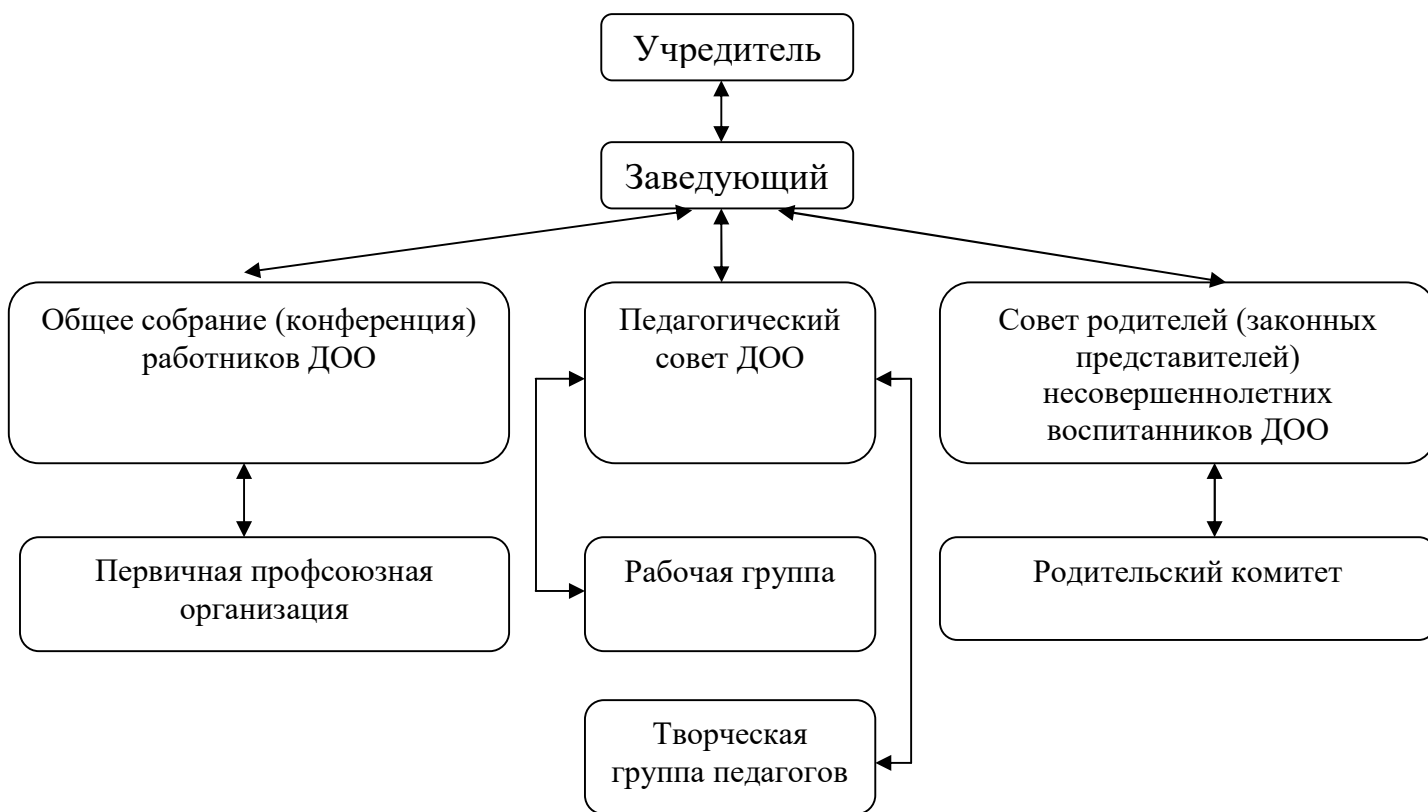 Учредитель
Заведующий
Общее собрание (конференция)
работников ДОО
Педагогический
совет ДОО
Совет родителей (законных
представителей)
несовершеннолетних
воспитанников ДОО
Первичная профсоюзная
организация
Рабочая группа
Родительский комитет
Творческая
группа педагогов